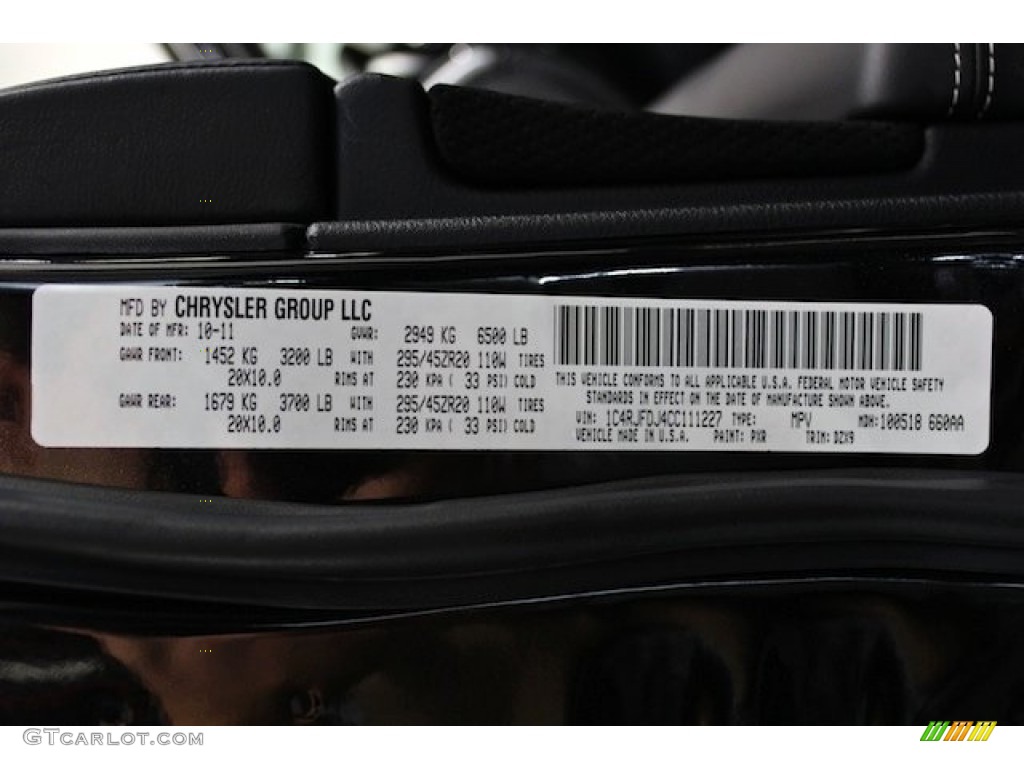 MFD BY CHRYSLER GROUP LLC
DATE OF MFR: 10-11 GVWR: 2949 KG 6500 LB
GAWR FRONT: 1452 KG 3200 LB WITH 295/45ZR20 110W TIRES
20X10.0 RIMS AT 230 KPA ( 33 PSI) COLD
GAWR REAR: 1679 KG 3700 LB WITH 295/45ZR20 110W TIRES
20X10.0 RIMS AT 230 KPA ( 33 PSI) COLD
THIS VEHICLE CONFORMS TO ALL APPLICABLE U.S.A. FEDERAL MOTOR VEHICLE SAFETY
STANDARDS IN EFFECT ON THE DATE OF MANUFACTURE SHOWN ABOVE.
VIN: 1C4RJFDJ4CC111227 TYPE: MPV MDH:100518 660AA
VEHICLE MADE IN U.S.A. PAINT: PXR TRIM: DZX9
GTCARLOT.COM